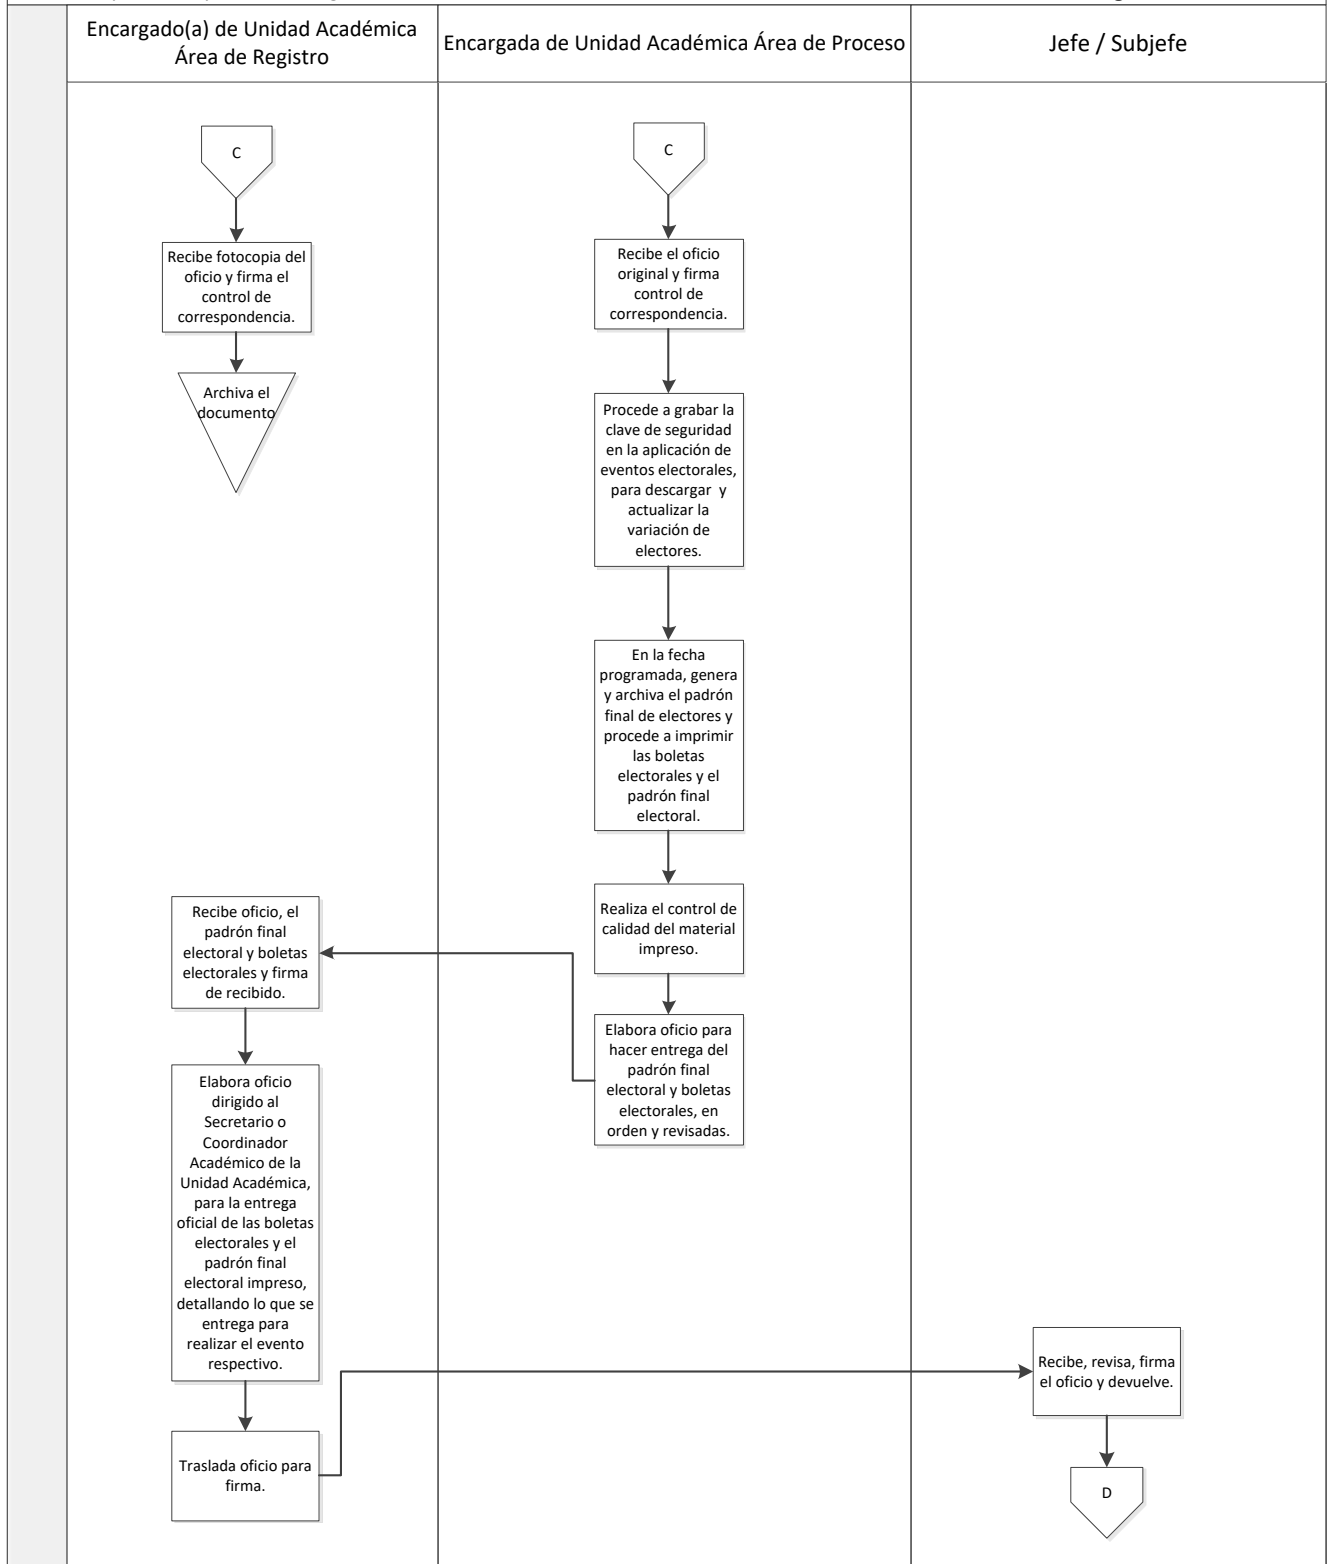 Encargado(a) de Unidad Académica
Área de Registro
Encargada de Unidad Académica Área de Proceso
Jefe / Subjefe
C
Recibe fotocopia del
oficio y firma el
control de
correspondencia.
Archiva el
documento
C
Recibe el oficio
original y firma
control de
correspondencia.
Procede a grabar la
clave de seguridad
en la aplicación de
eventos electorales,
para descargar y
actualizar la
variación de
electores.
En la fecha
programada, genera
y archiva el padrón
final de electores y
procede a imprimir
las boletas
electorales y el
padrón final
electoral.
Realiza el control de
calidad del material
impreso.
Elabora oficio para
hacer entrega del
padrón final
electoral y boletas
electorales, en
orden y revisadas.
Recibe oficio, el
padrón final
electoral y boletas
electorales y firma
de recibido.
Elabora oficio
dirigido al
Secretario o
Coordinador
Académico de la
Unidad Académica,
para la entrega
oficial de las boletas
electorales y el
padrón final
electoral impreso,
detallando lo que se
entrega para
realizar el evento
respectivo.
Traslada oficio para
firma.
Recibe, revisa, firma
el oficio y devuelve.
D